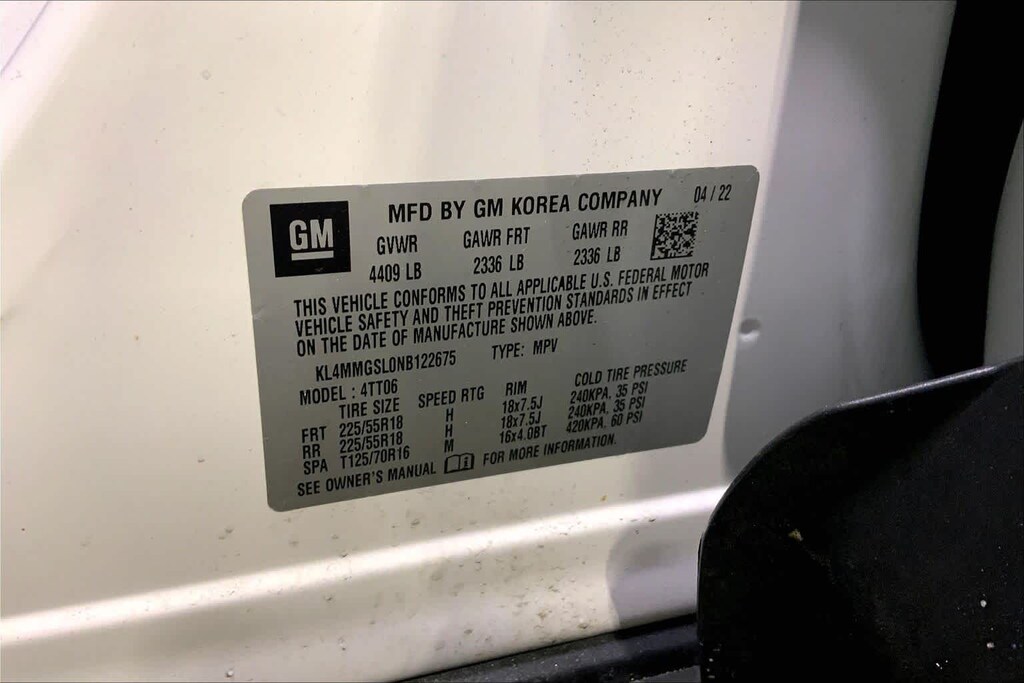 GM
MFD BY GM KOREA COMPANY 04 / 22
GVWR GAWR FRT GAWR RR
4409 LB 2336 LB 2336 LB
THIS VEHICLE CONFORMS TO ALL APPLICABLE U.S. FEDERAL MOTOR
VEHICLE SAFETY AND THEFT PREVENTION STANDARDS IN EFFECT
ON THE DATE OF MANUFACTURE SHOWN ABOVE.
KL4MMGSL0NB122675 TYPE: MPV
MODEL : 4TT06
TIRE SIZE SPEED RTG RIM COLD TIRE PRESSURE
FRT 225/55R18 H 18x7.5J 240KPA, 35 PSI
RR 225/55R18 H 18x7.5J 240KPA, 35 PSI
SPA T125/70R16 M 16x4.0BT 420KPA, 60 PSI
SEE OWNER'S MANUAL FOR MORE INFORMATION.